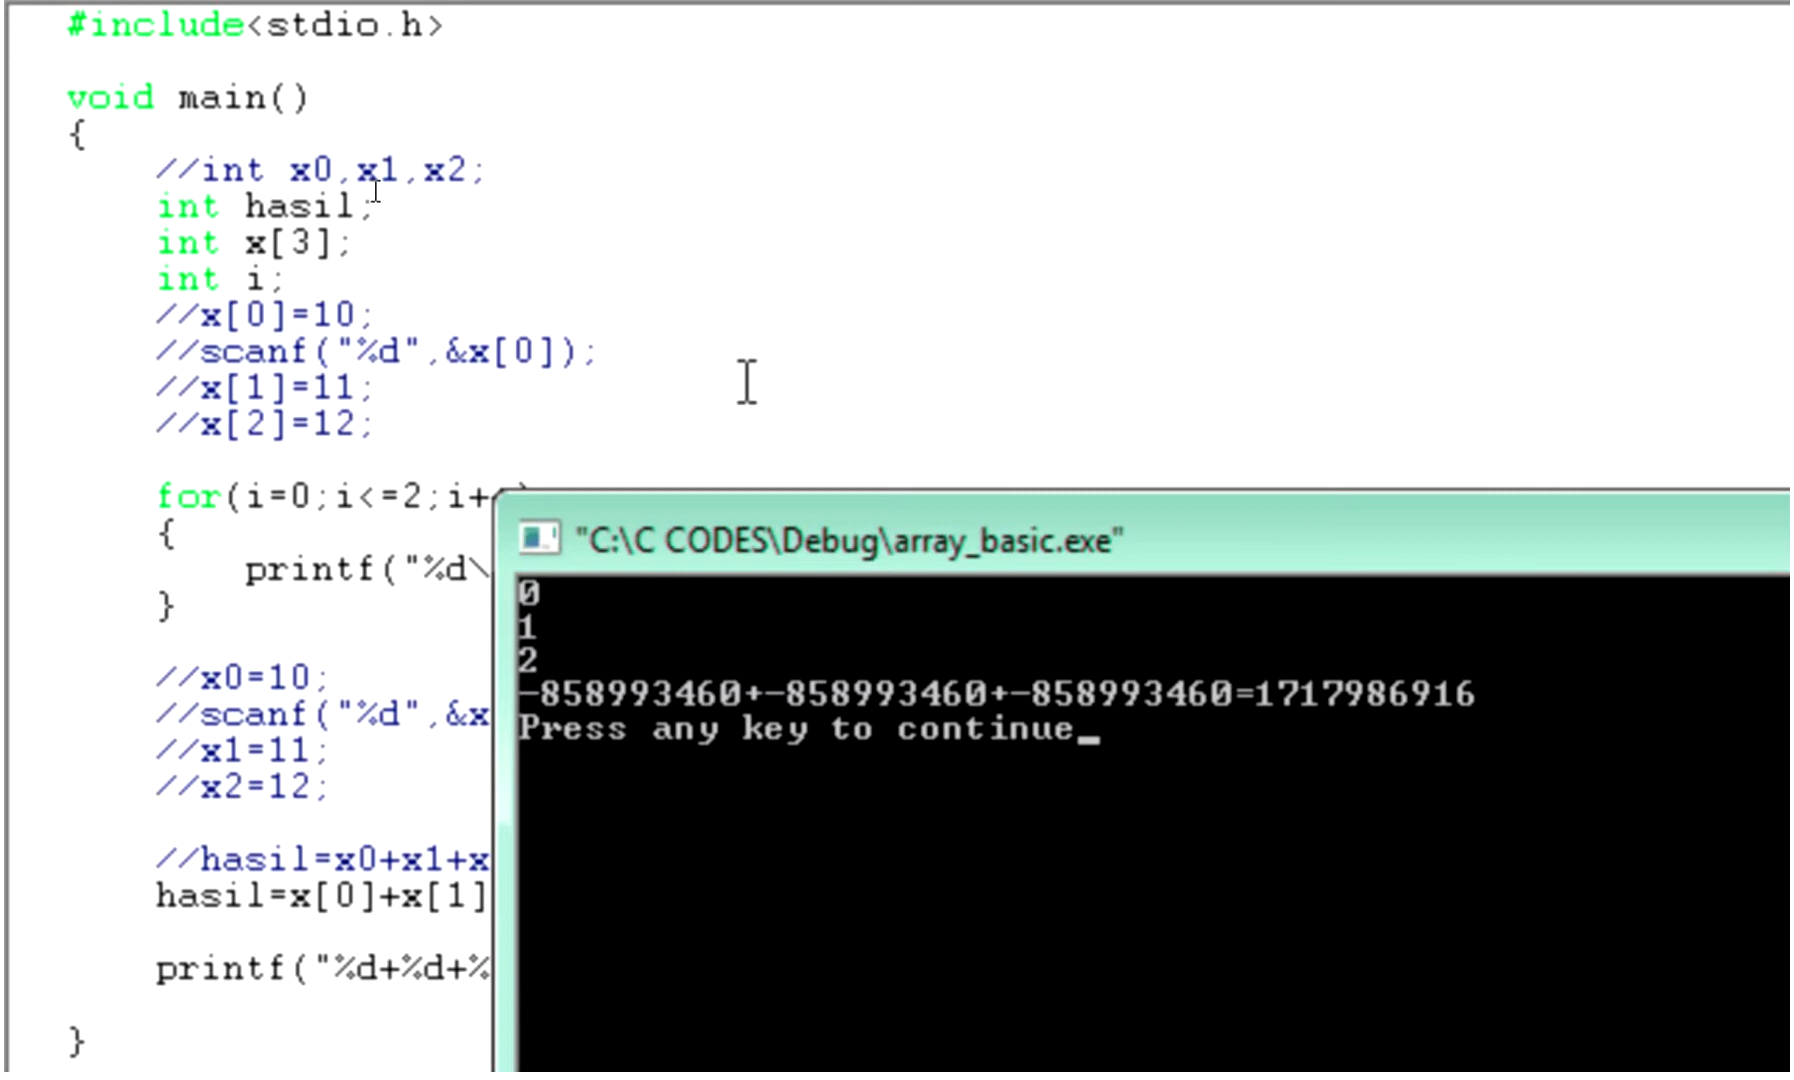 #include<stdio.h>
void main()
{
//int x0,x1,x2;
int hasil;
int x[3];
int i;
//x[0]=10;
//scanf("%d",&x[0]);
//x[1]=11;
//x[2]=12;
for(i=0;i<=2;i+
{
printf("%d\
}
//x0=10;
//scanf("%d",&x
//x1=11;
//x2=12;
//hasil=x0+x1+x
hasil=x[0]+x[1]
printf("%d+%d+%
}
"C:\C CODES\Debug\array_basic.exe"
0
1
2
-858993460+-858993460+-858993460=1717986916
Press any key to continue_